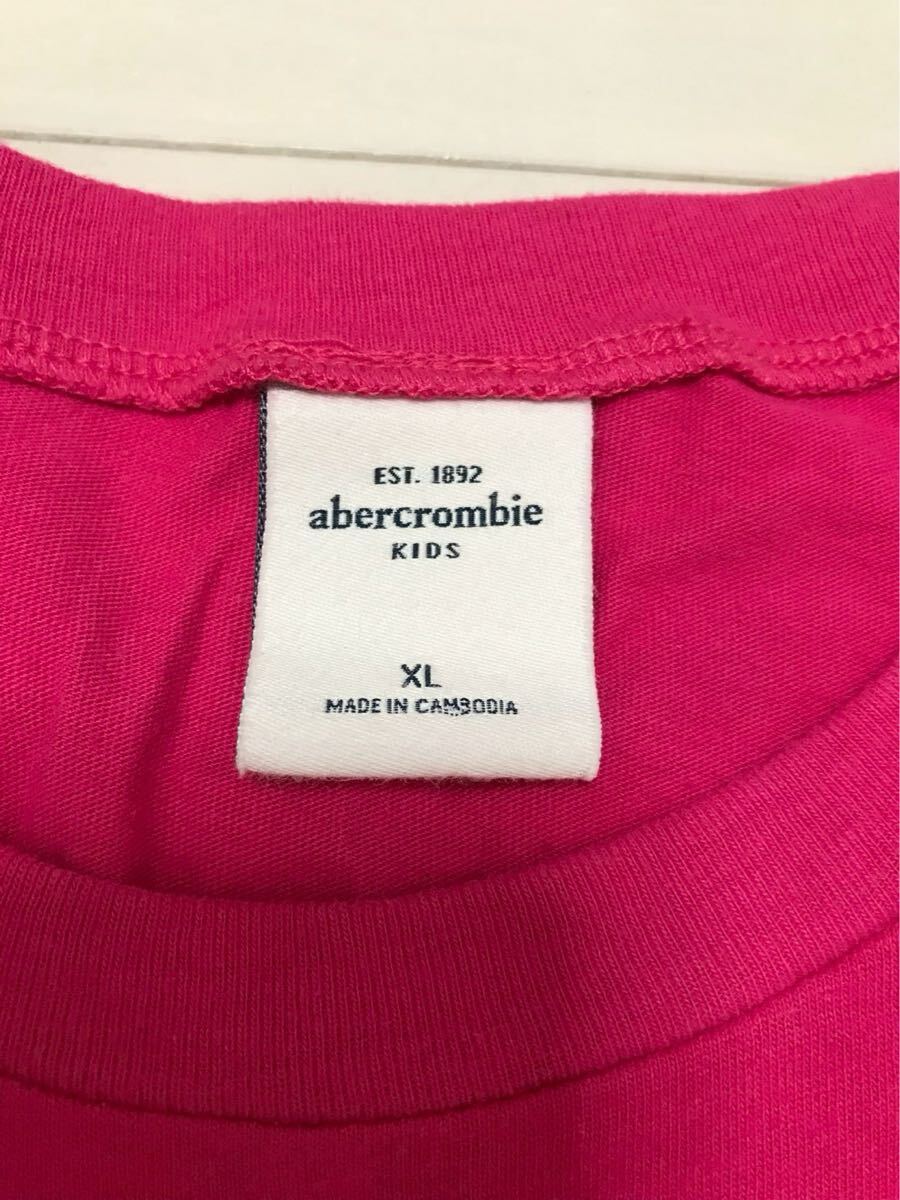 EST. 1892
abercrombie
KIDS
XL
MADE IN CAMBODIA